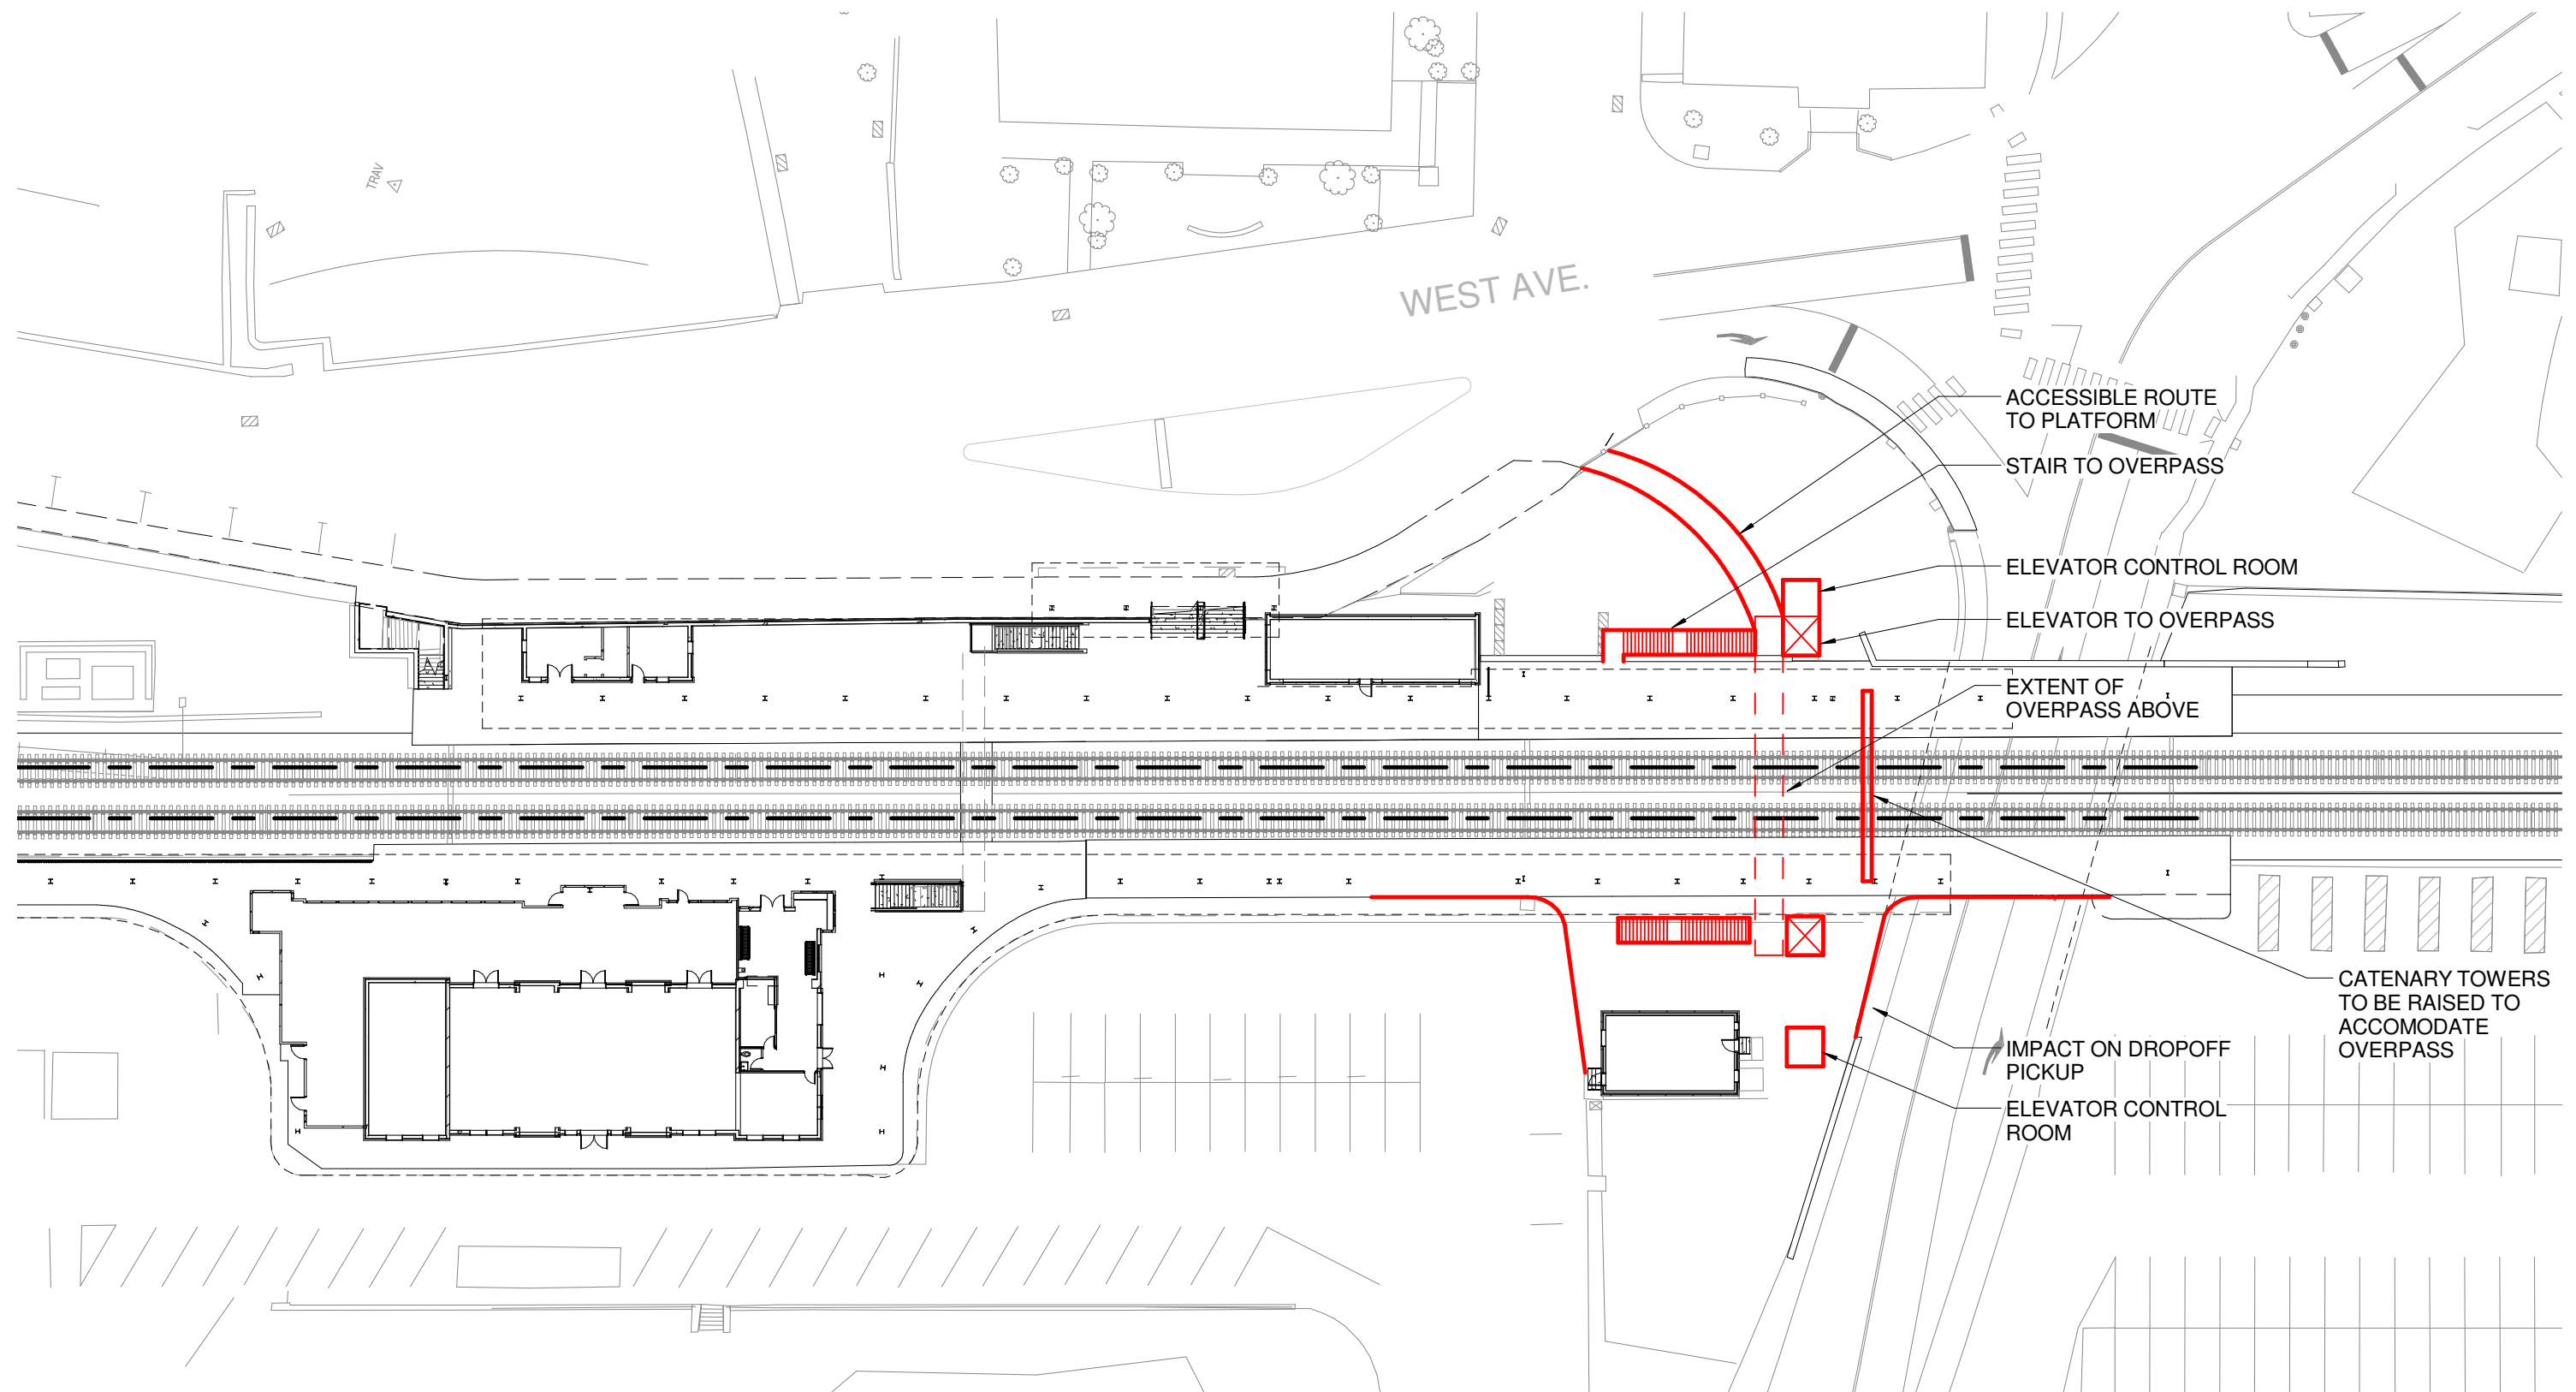 TRAV
WEST AVE.
ACCESSIBLE ROUTE
TO PLATFORM
STAIR TO OVERPASS
ELEVATOR CONTROL ROOM
ELEVATOR TO OVERPASS
EXTENT OF
OVERPASS ABOVE
CATENARY TOWERS
TO BE RAISED TO
ACCOMODATE
OVERPASS
IMPACT ON DROPOFF
PICKUP
ELEVATOR CONTROL
ROOM